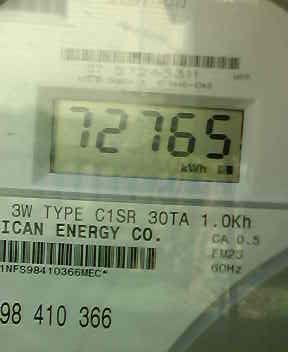 72765
kWh
3W TYPE C1SR 30TA 1.0Kh
ICAN ENERGY CO.
CA 0.5
FM23
60Hz
1NFS98410366MEC*
98 410 366